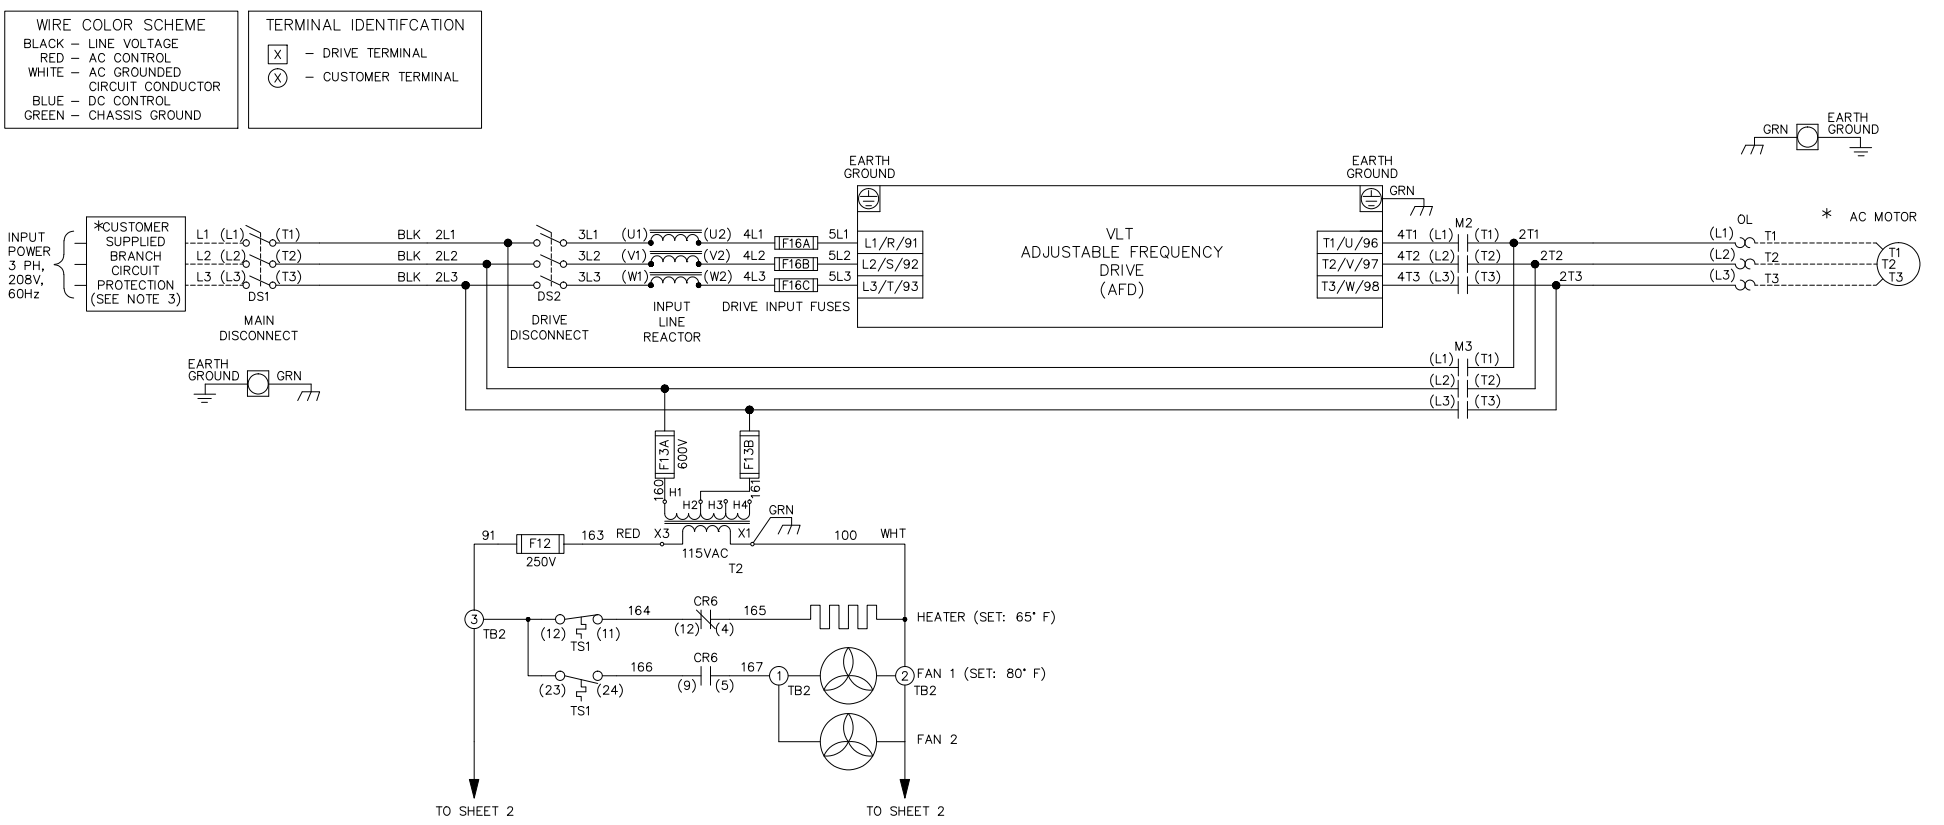 WIRE COLOR SCHEME
BLACK – LINE VOLTAGE
RED – AC CONTROL
WHITE – AC GROUNDED
CIRCUIT CONDUCTOR
BLUE – DC CONTROL
GREEN – CHASSIS GROUND
TERMINAL IDENTIFCATION
X – DRIVE TERMINAL
X – CUSTOMER TERMINAL
GRN
EARTH
GROUND
INPUT
POWER
3 PH,
208V,
60Hz
*CUSTOMER
SUPPLIED
BRANCH
CIRCUIT
PROTECTION
(SEE NOTE 3)
L1 (L1) (T1)
L2 (L2) (T2)
L3 (L3) (T3)
DS1
MAIN
DISCONNECT
BLK 2L1
BLK 2L2
BLK 2L3
DS2
DRIVE
DISCONNECT
3L1 (U1) (U2) 4L1 F16A 5L1
3L2 (V1) (V2) 4L2 F16B 5L2
3L3 (W1) (W2) 4L3 F16C 5L3
INPUT
LINE
REACTOR
DRIVE INPUT FUSES
EARTH
GROUND
L1/R/91
L2/S/92
L3/T/93
VLT
ADJUSTABLE FREQUENCY
DRIVE
(AFD)
EARTH
GROUND
GRN
T1/U/96
T2/V/97
T3/W/98
M2
4T1 (L1) (T1) 2T1
4T2 (L2) (T2) 2T2
4T3 (L3) (T3) 2T3
OL
(L1) T1
(L2) T2
(L3) T3
* AC MOTOR
T1
T2
T3
M3
(L1) (T1)
(L2) (T2)
(L3) (T3)
EARTH
GROUND
GRN
F13A
600V
F13B
160
161
H1
H2 H3 H4
GRN
91
F12
250V
163 RED X3
115VAC
X1
T2
100 WHT
3
TB2
(12) (11)
TS1
164
CR6
(12) (4)
165
HEATER (SET: 65° F)
(23) (24)
TS1
166
CR6
(9) (5)
167
1
TB2
2
TB2
FAN 1 (SET: 80° F)
FAN 2
TO SHEET 2
TO SHEET 2